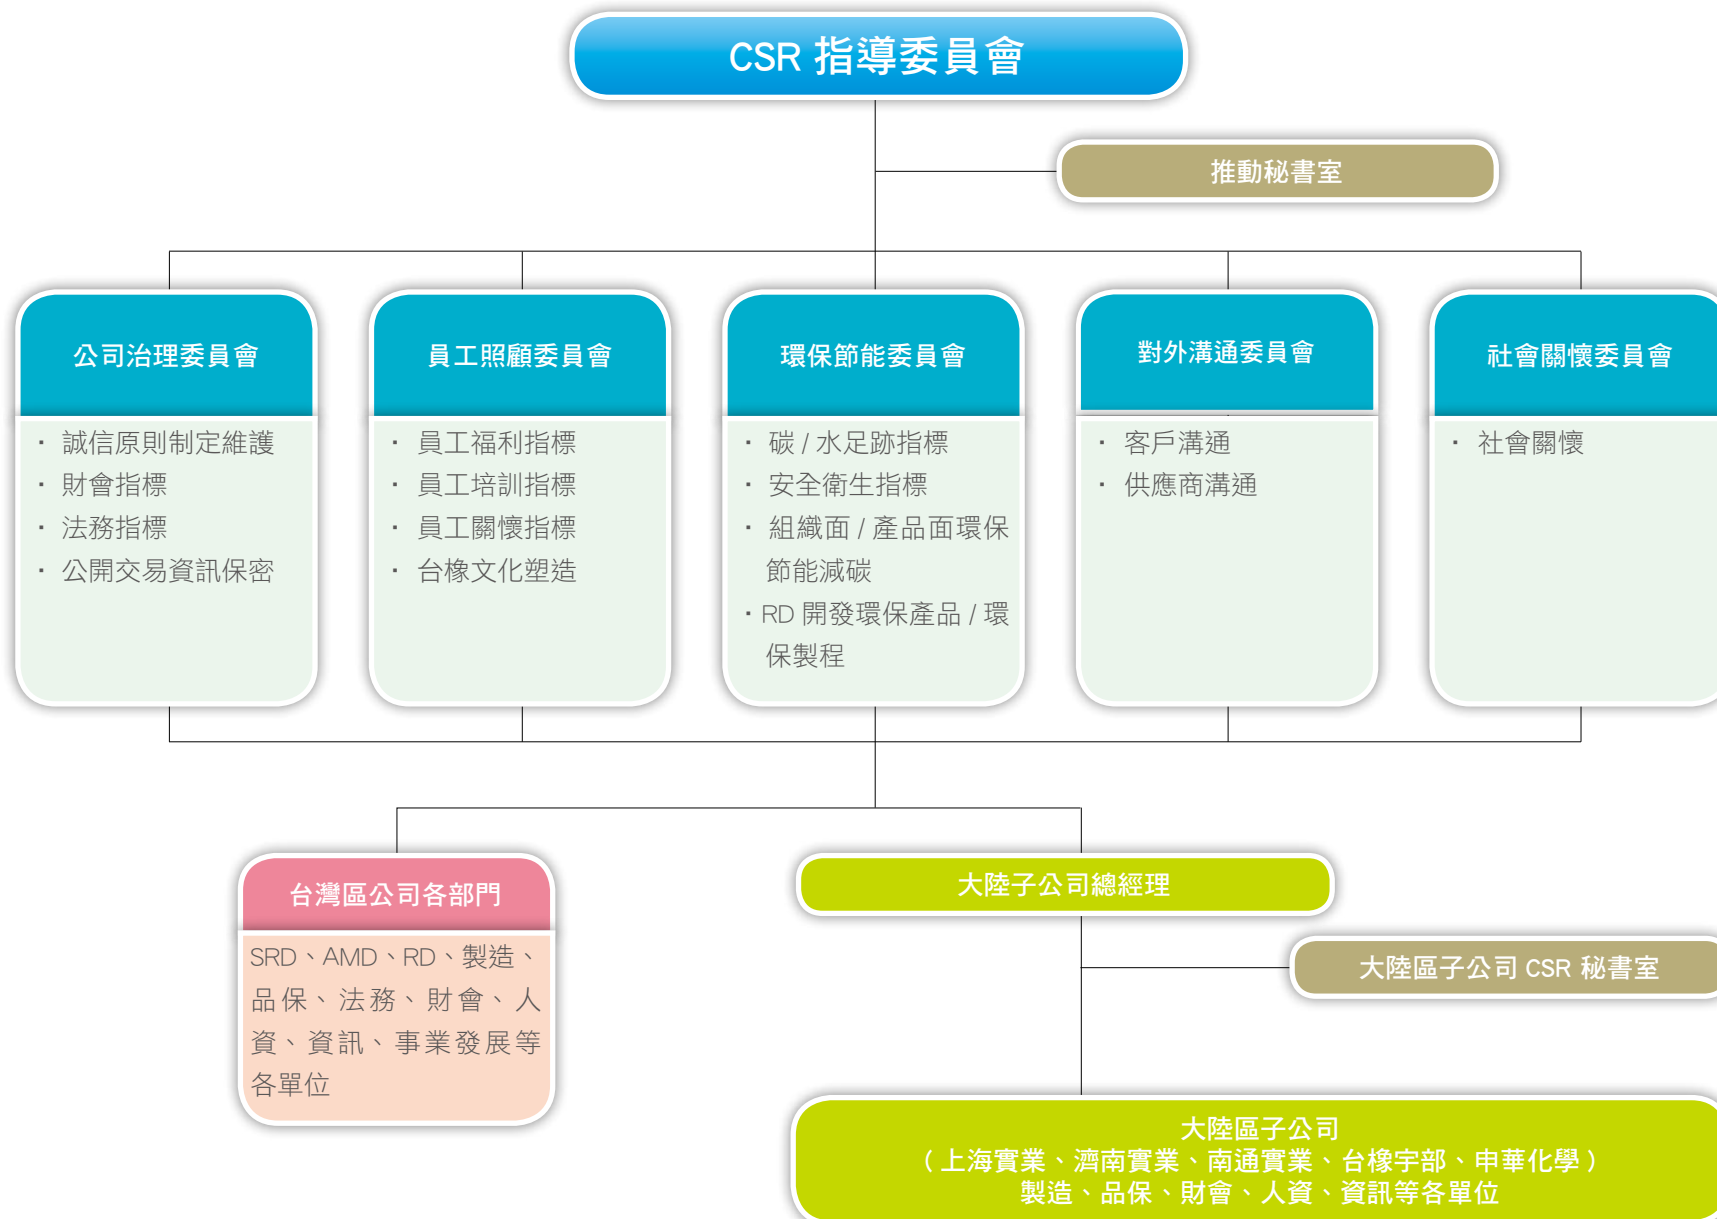 CSR 指導委員會
推動秘書室
公司治理委員會
・ 誠信原則制定維護
・ 財會指標
・ 法務指標
・ 公開交易資訊保密
員工照顧委員會
・ 員工福利指標
・ 員工培訓指標
・ 員工關懷指標
・ 台橡文化塑造
環保節能委員會
・ 碳 / 水足跡指標
・ 安全衛生指標
・ 組織面 / 產品面環保
節能減碳
・RD 開發環保產品 / 環
保製程
對外溝通委員會
・ 客戶溝通
・ 供應商溝通
社會關懷委員會
・ 社會關懷
台灣區公司各部門
SRD、AMD、RD、製造、
品保、法務、財會、人
資、資訊、事業發展等
各單位
大陸子公司總經理
大陸區子公司 CSR 秘書室
大陸區子公司
（上海實業、濟南實業、南通實業、台橡宇部、申華化學）
製造、品保、財會、人資、資訊等各單位